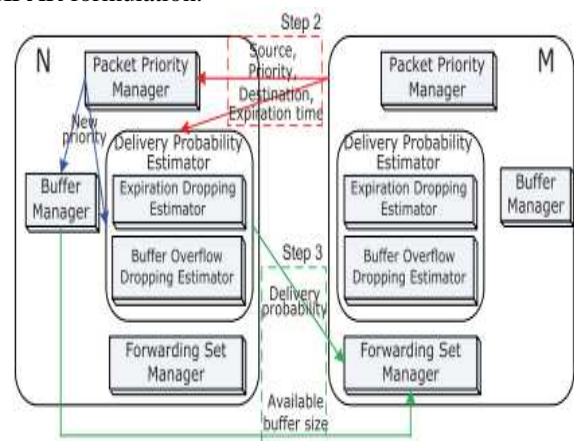 formulation.
Step 2
N
Packet Priority
Manager
Source,
Priority,
Destination,
Expiration time
Packet Priority
Manager
M
New
priority
Delivery Probability
Estimator
Buffer
Manager
Expiration Dropping
Estimator
Buffer Overflow
Dropping Estimator
Forwarding Set
Manager
Step 3
Delivery
probability
Available
buffer size
Delivery Probability
Estimator
Expiration Dropping
Estimator
Buffer Overflow
Dropping Estimator
Buffer
Manager
Forwarding Set
Manager